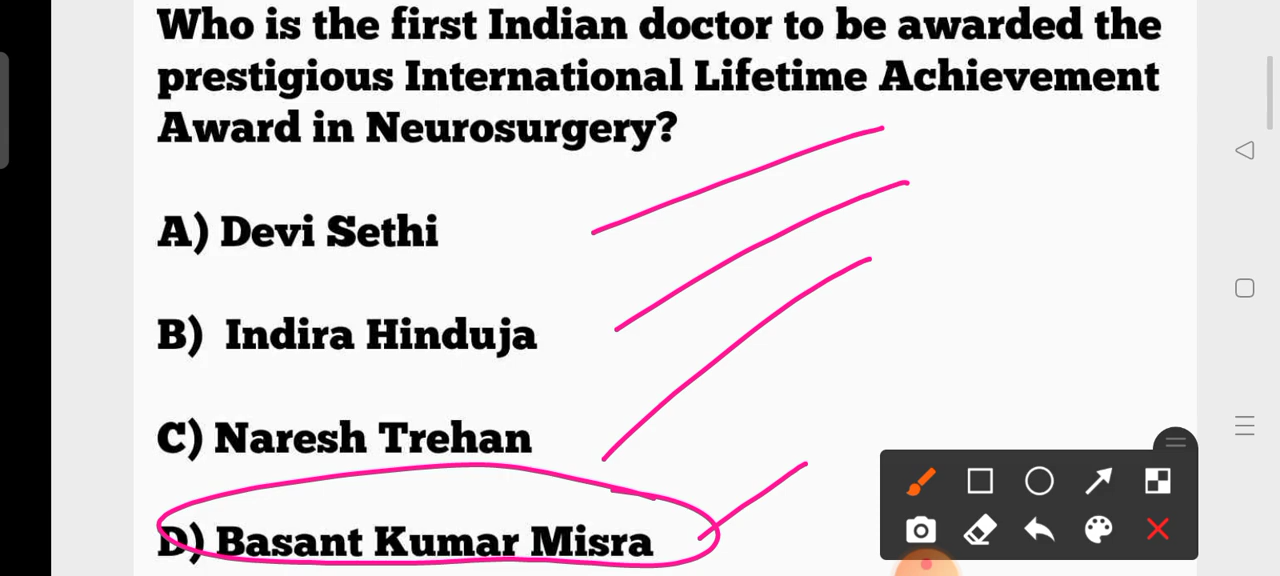 Who is the first Indian doctor to be awarded the
prestigious International Lifetime Achievement
Award in Neurosurgery?
A) Devi Sethi
B) Indira Hinduja
C) Naresh Trehan
D) Basant Kumar Misra